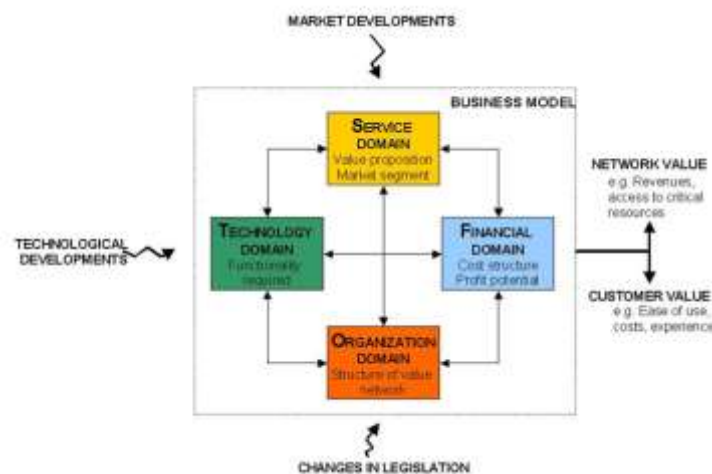 MARKET DEVELOPMENTS
BUSINESS MODEL
SERVICE
DOMAIN
Value proposition
Market segment
NETWORK VALUE
e.g. Revenues,
access to critical
resources
TECHNOLOGY
DOMAIN
Functionality
required
FINANCIAL
DOMAIN
Cost structure
Profit potential
TECHNOLOGICAL
DEVELOPMENTS
CUSTOMER VALUE
e.g. Ease of use,
costs, experience
ORGANIZATION
DOMAIN
Structure of value
network
CHANGES IN LEGISLATION